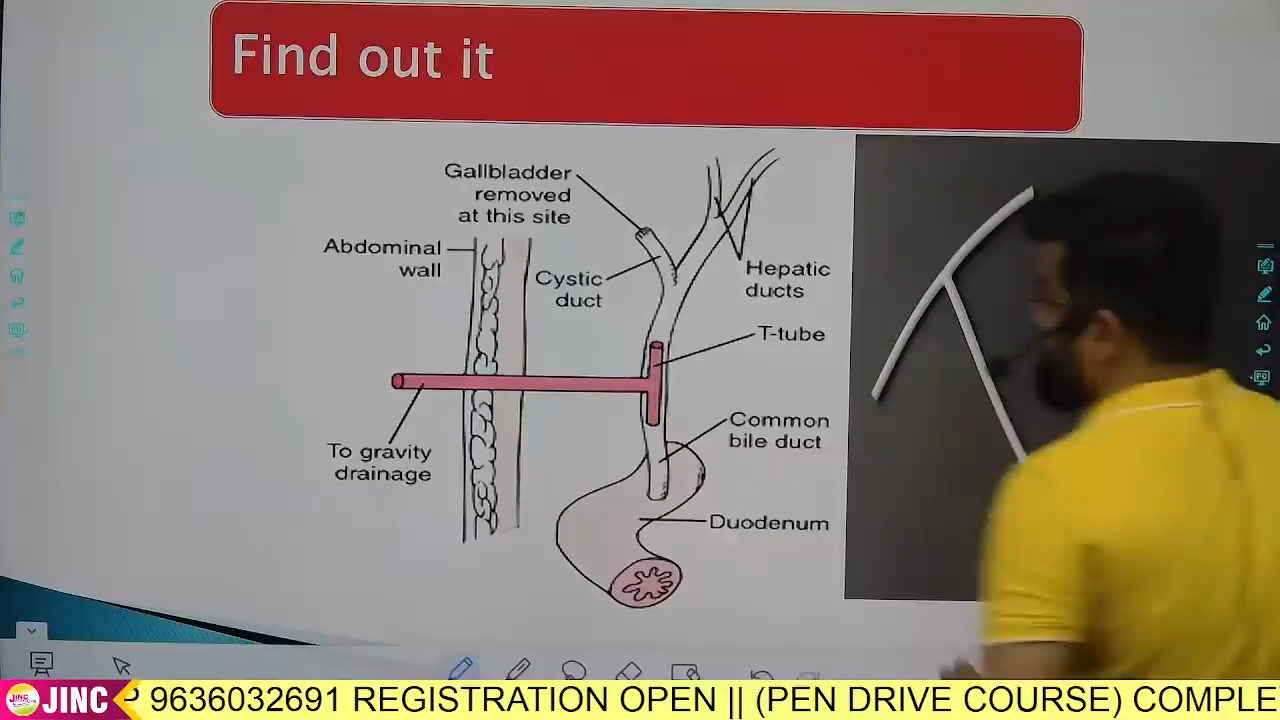 Find out it
Gallbladder
removed
at this site
Abdominal
wall
Cystic
duct
Hepatic
ducts
T-tube
Common
bile duct
To gravity
drainage
Duodenum
JINC
9636032691 REGISTRATION OPEN || (PEN DRIVE COURSE) COMPLE